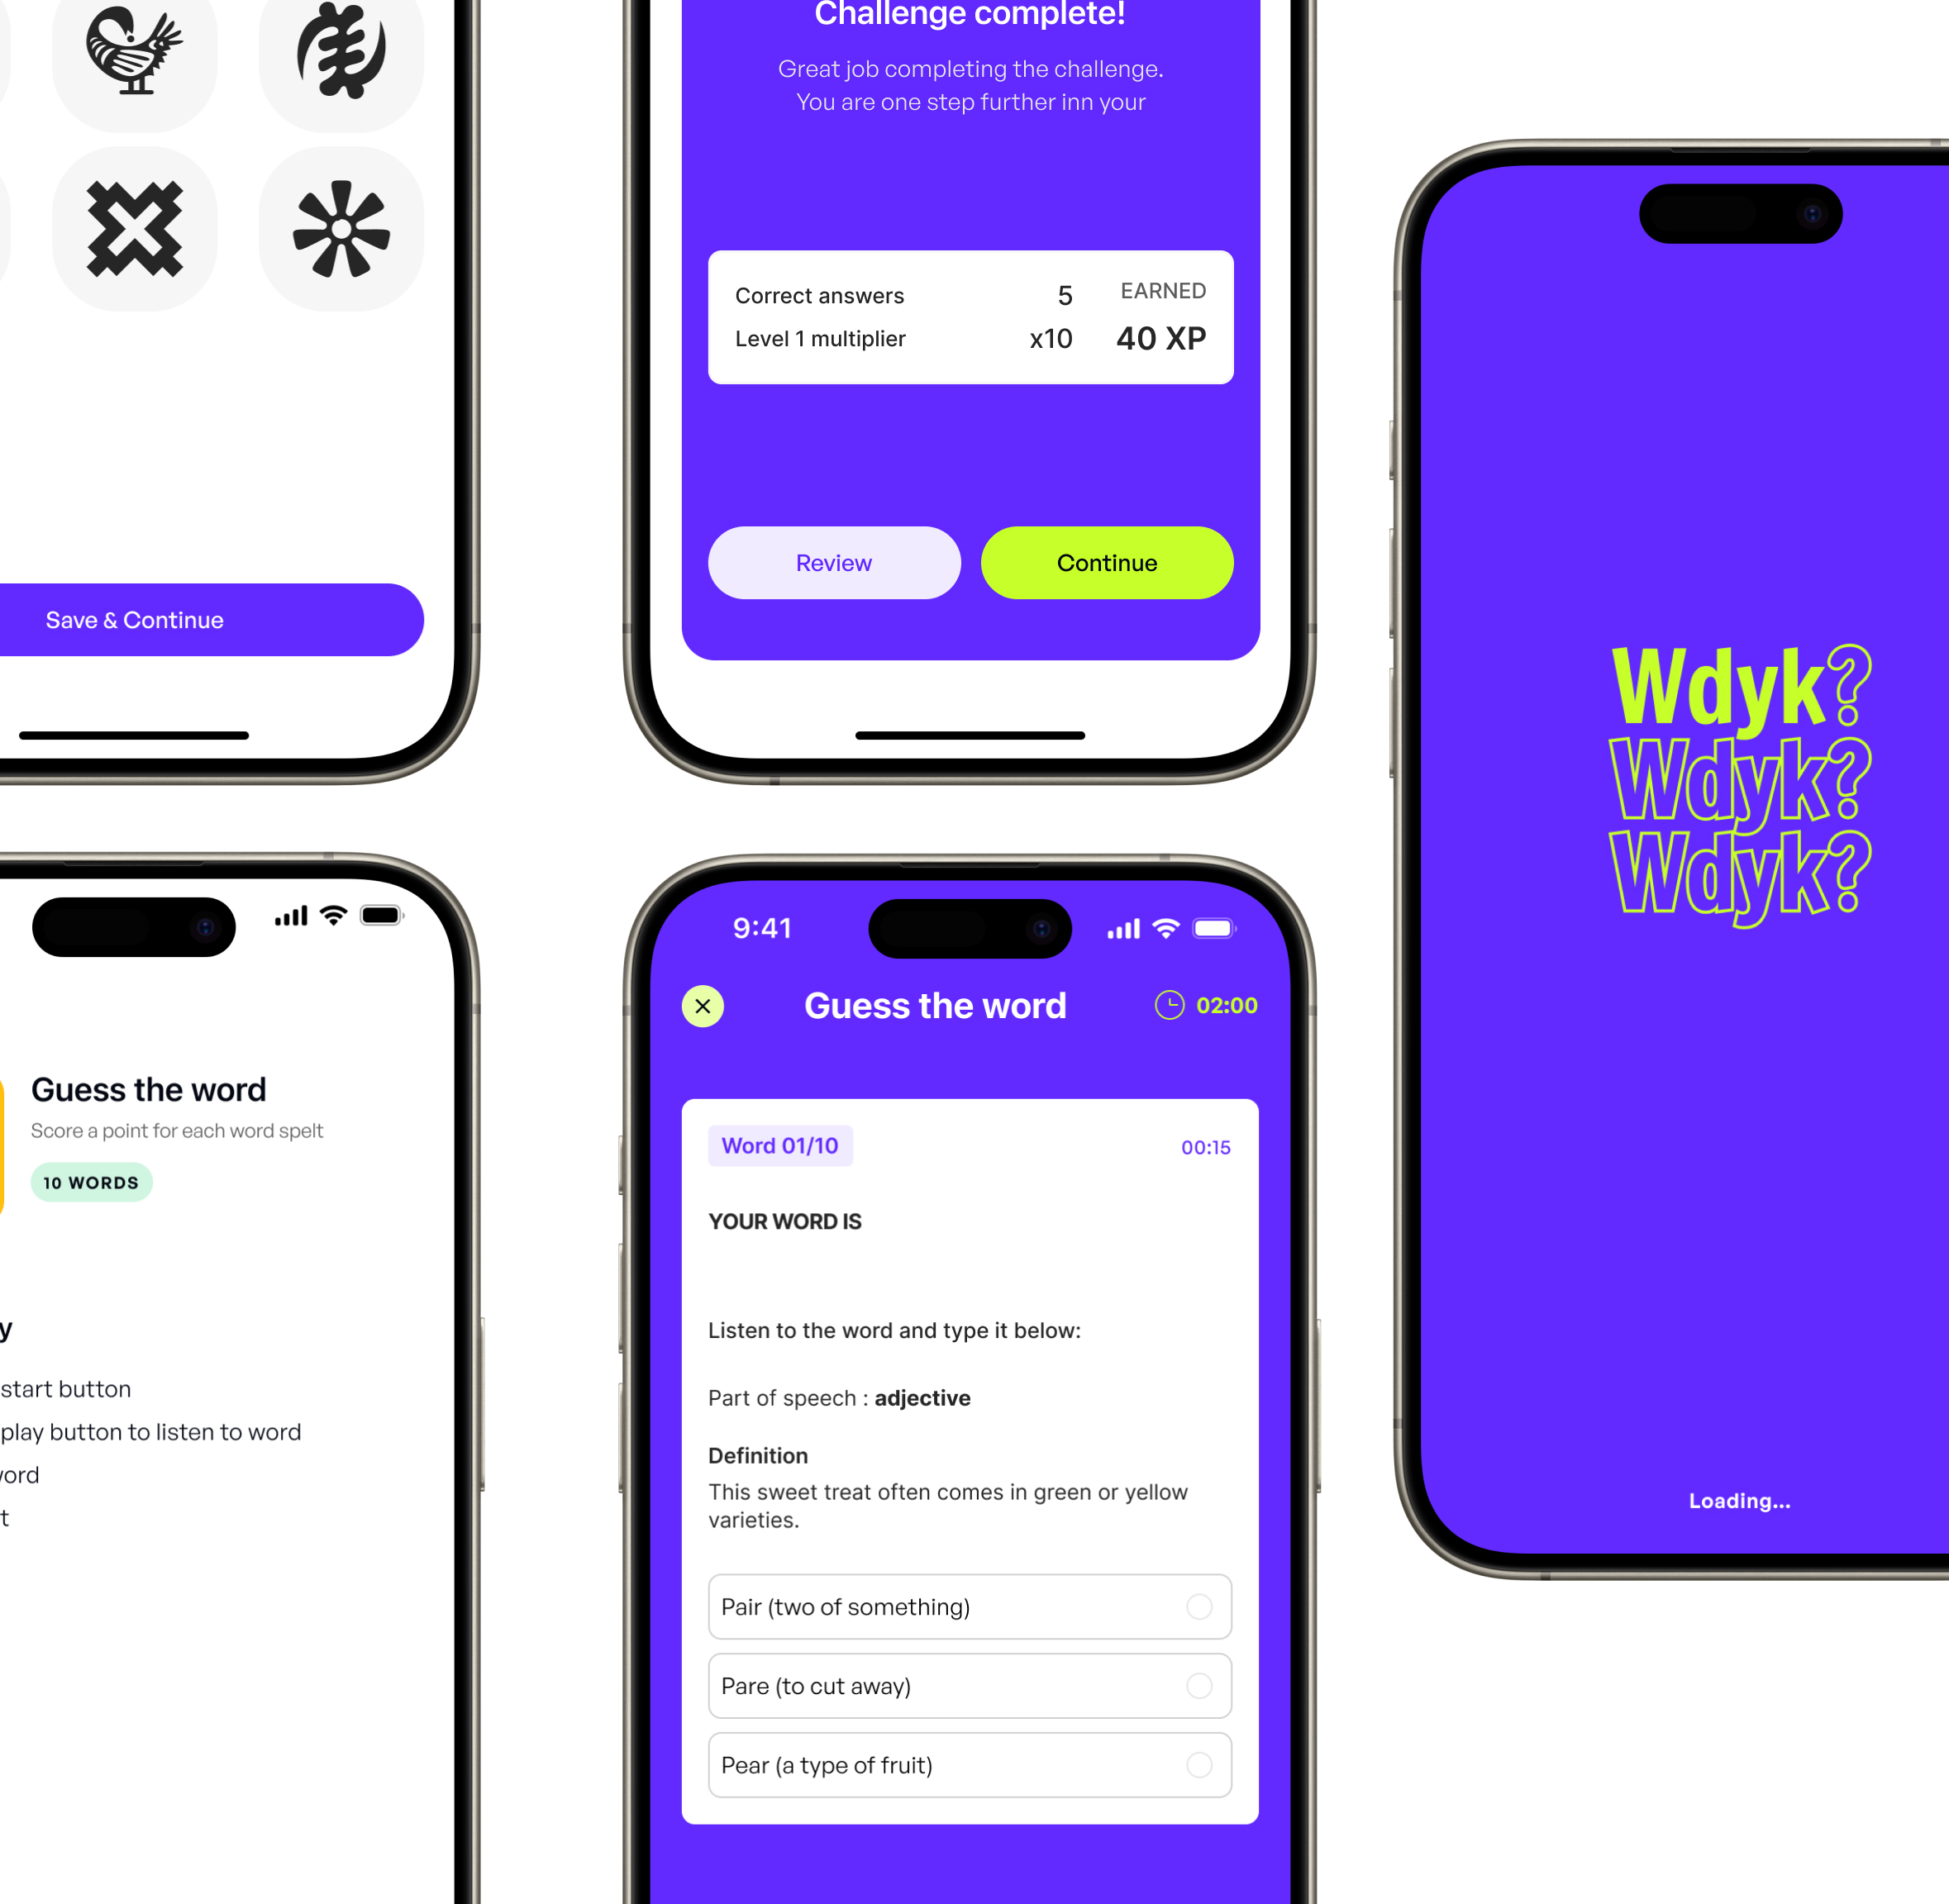 Save & Continue
Challenge complete!
Great job completing the challenge.
You are one step further inn your
Correct answers 5 EARNED
Level 1 multiplier x10 40 XP
Review Continue
Wdyk?
Wdyk?
Wdyk?
Loading...
Guess the word
Score a point for each word spelt
10 WORDS
y
start button
play button to listen to word
ord
t
9:41
Guess the word 02:00
Word 01/10 00:15
YOUR WORD IS
Listen to the word and type it below:
Part of speech : adjective
Definition
This sweet treat often comes in green or yellow
varieties.
Pair (two of something)
Pare (to cut away)
Pear (a type of fruit)